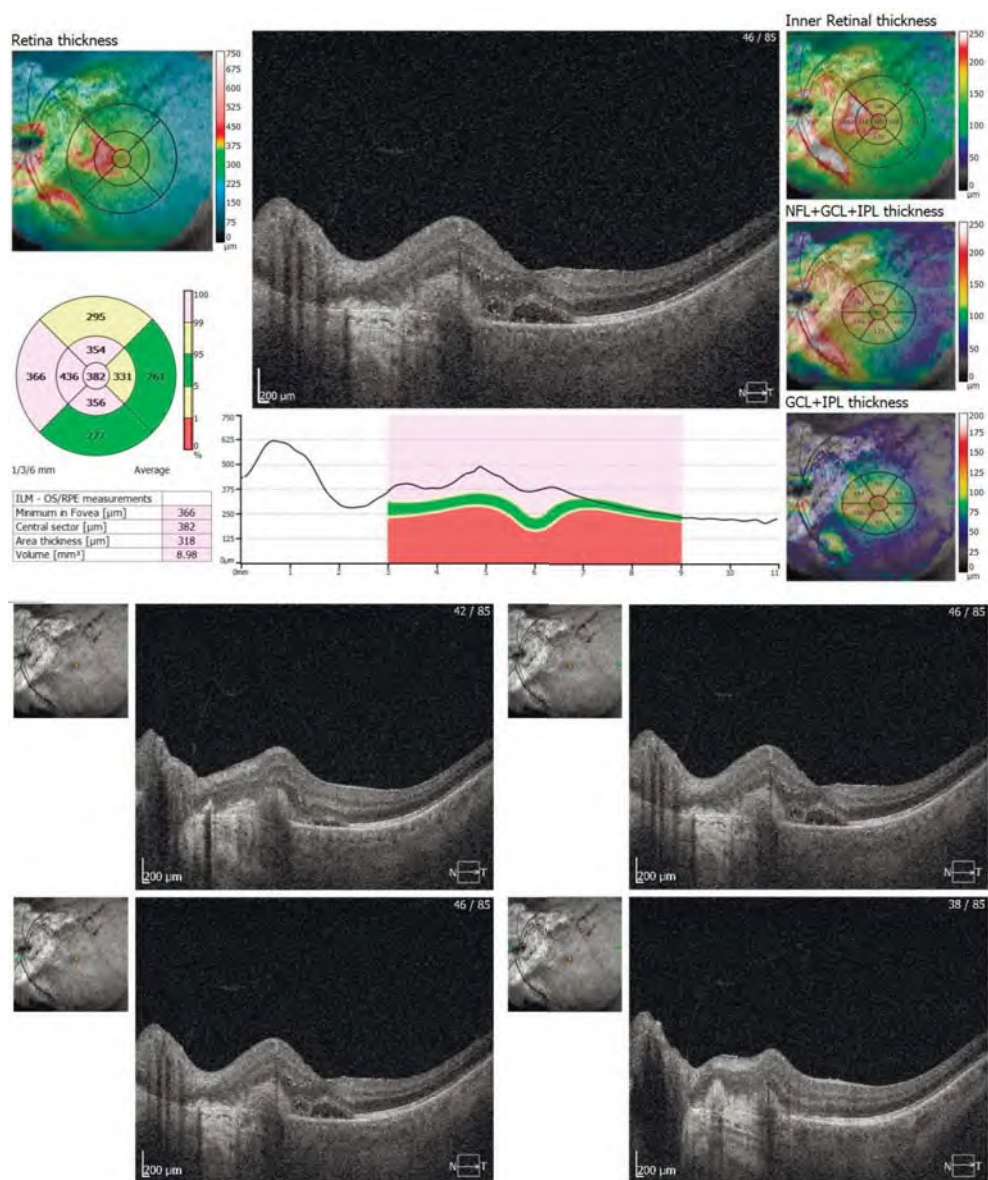 Retina thickness
46 / 85
Inner Retinal thickness
750
675
600
525
450
375
300
225
150
75
0
µm
250
200
150
100
50
0
µm
NFL+GCL+IPL thickness
250
200
150
100
50
0
µm
GCL+IPL thickness
200
175
150
125
100
75
50
25
0
µm
200 µm
N T
295
354
366
436
382
331
261
356
277
100
99
95
5
1
0
%
1/3/6 mm
Average
ILM - OS/RPE measurements
Minimum in Fovea [µm] 366
Central sector [µm] 382
Area thickness [µm] 318
Volume [mm³] 8.98
750
625
500
375
250
125
0µm
0mm 1 2 3 4 5 6 7 8 9 10 11
42 / 85
200 µm
N T
46 / 85
200 µm
N T
46 / 85
200 µm
N T
38 / 85
200 µm
N T